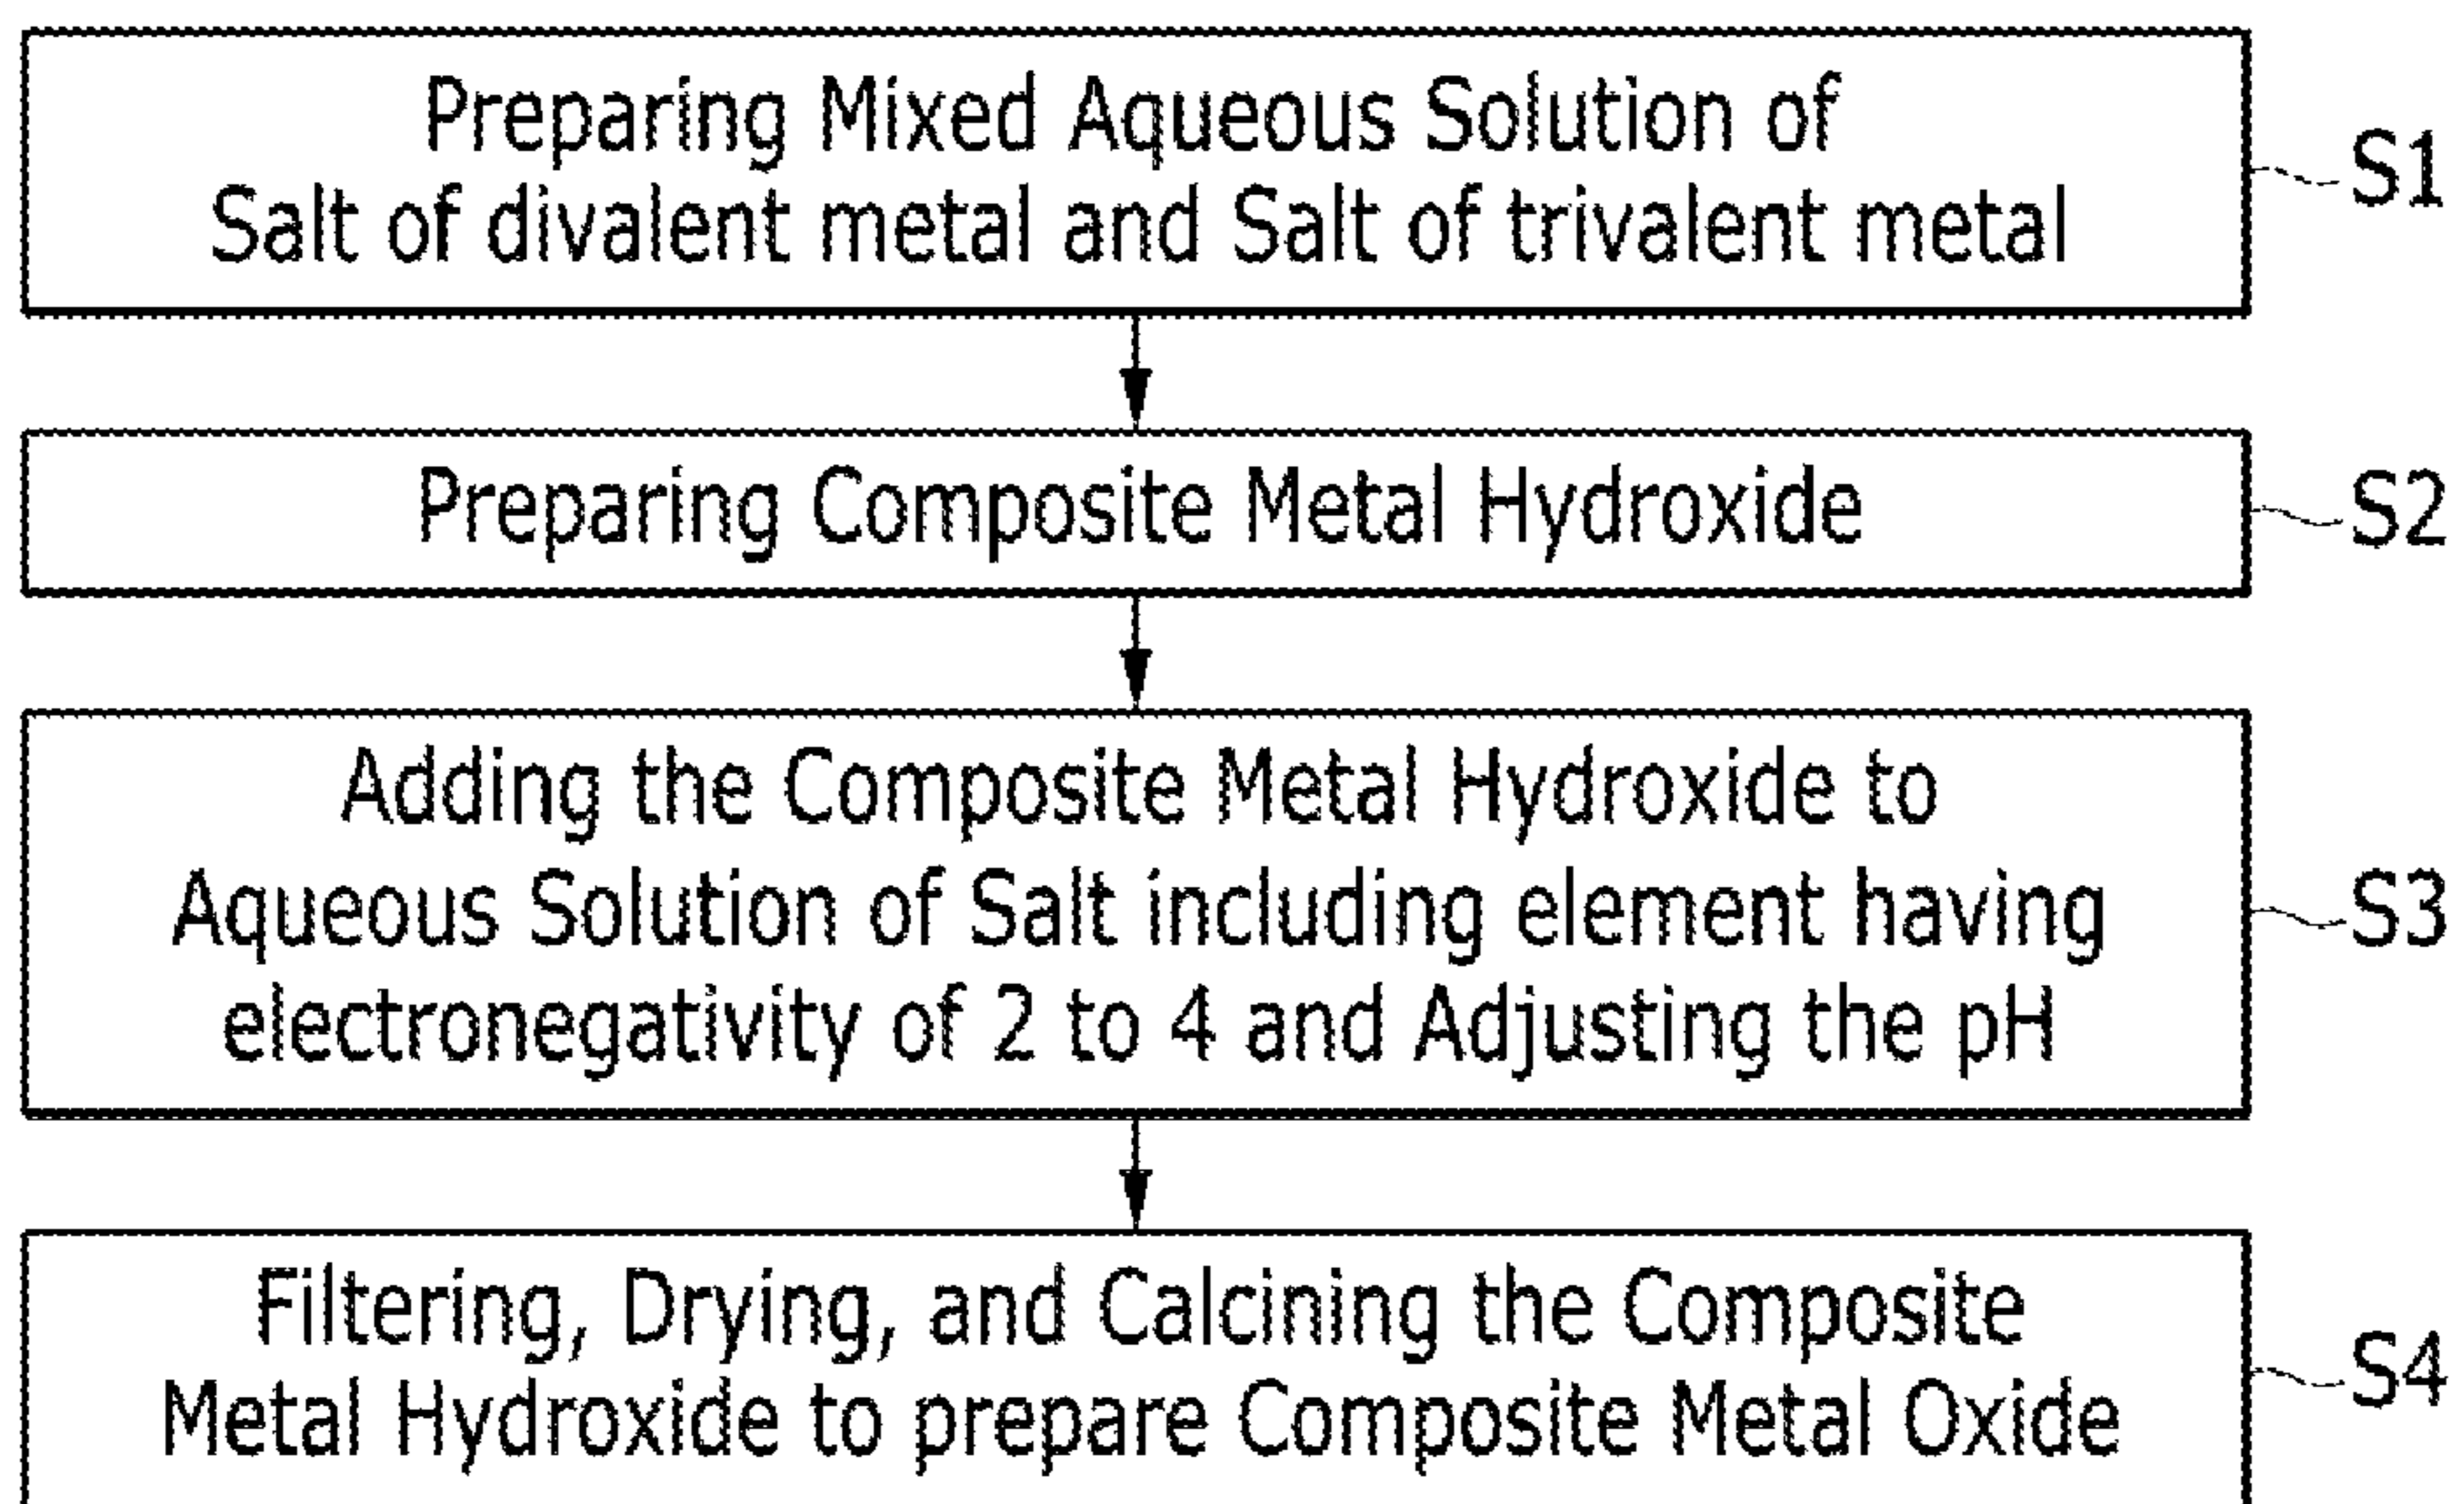 Preparing Mixed Aqueous Solution of
Salt of divalent metal and Salt of trivalent metal
S1
Preparing Composite Metal Hydroxide
S2
Adding the Composite Metal Hydroxide to
Aqueous Solution of Salt including element having
electronegativity of 2 to 4 and Adjusting the pH
S3
Filtering, Drying, and Calcining the Composite
Metal Hydroxide to prepare Composite Metal Oxide
S4